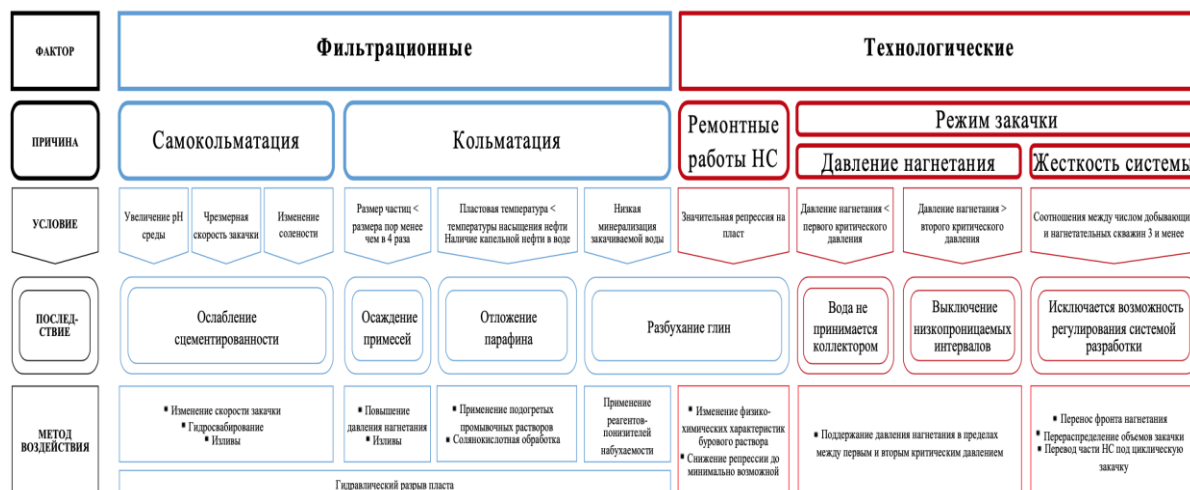 ФАКТОР
Фильтрационные
Технологические
ПРИЧИНА
Самокольматация
Кольматация
Ремонтные
работы НС
Режим закачки
Давление нагнетания
Жесткость системы
УСЛОВИЕ
Увеличение pH
среды
Чрезмерная
скорость закачки
Изменение
солености
Размер частиц <
размера пор менее
чем в 4 раза
Пластовая температура <
температуры насыщения нефти
Наличие капельной нефти в воде
Низкая
минерализация
закачиваемой воды
Значительная репрессия на
пласт
Давление нагнетания <
первого критического
давления
Давление нагнетания >
второго критического
давления
Соотношения между числом добывающи
и нагнетательных скважин 3 и менее
ПОСЛЕД-
СТВИЕ
Ослабление
сцементированности
Осаждение
примесей
Отложение
парафина
Разбухание глин
Вода не
принимается
коллектором
Выключение
низкопроницаемых
интервалов
Исключается возможность
регулирования системой
разработки
МЕТОД
ВОЗДЕЙСТВИЯ
▪ Изменение скорости закачки
▪ Гидросвабирование
▪ Изливы
▪ Повышение
давления нагнетания
▪ Изливы
▪ Применение подогретых
промывочных растворов
▪ Солянокислотная обработка
Применение
реагентов-
понизителей
набухаемости
▪ Изменение физико-
химических характеристик
бурового раствора
▪ Снижение репрессии до
минимально возможной
▪ Поддержание давления нагнетания в пределах
между первым и вторым критическим давлением
▪ Перенос фронта нагнетания
▪ Перераспределение объемов закачки
▪ Перевод части НС под циклическую
закачку
Гидравлический разрыв пласта